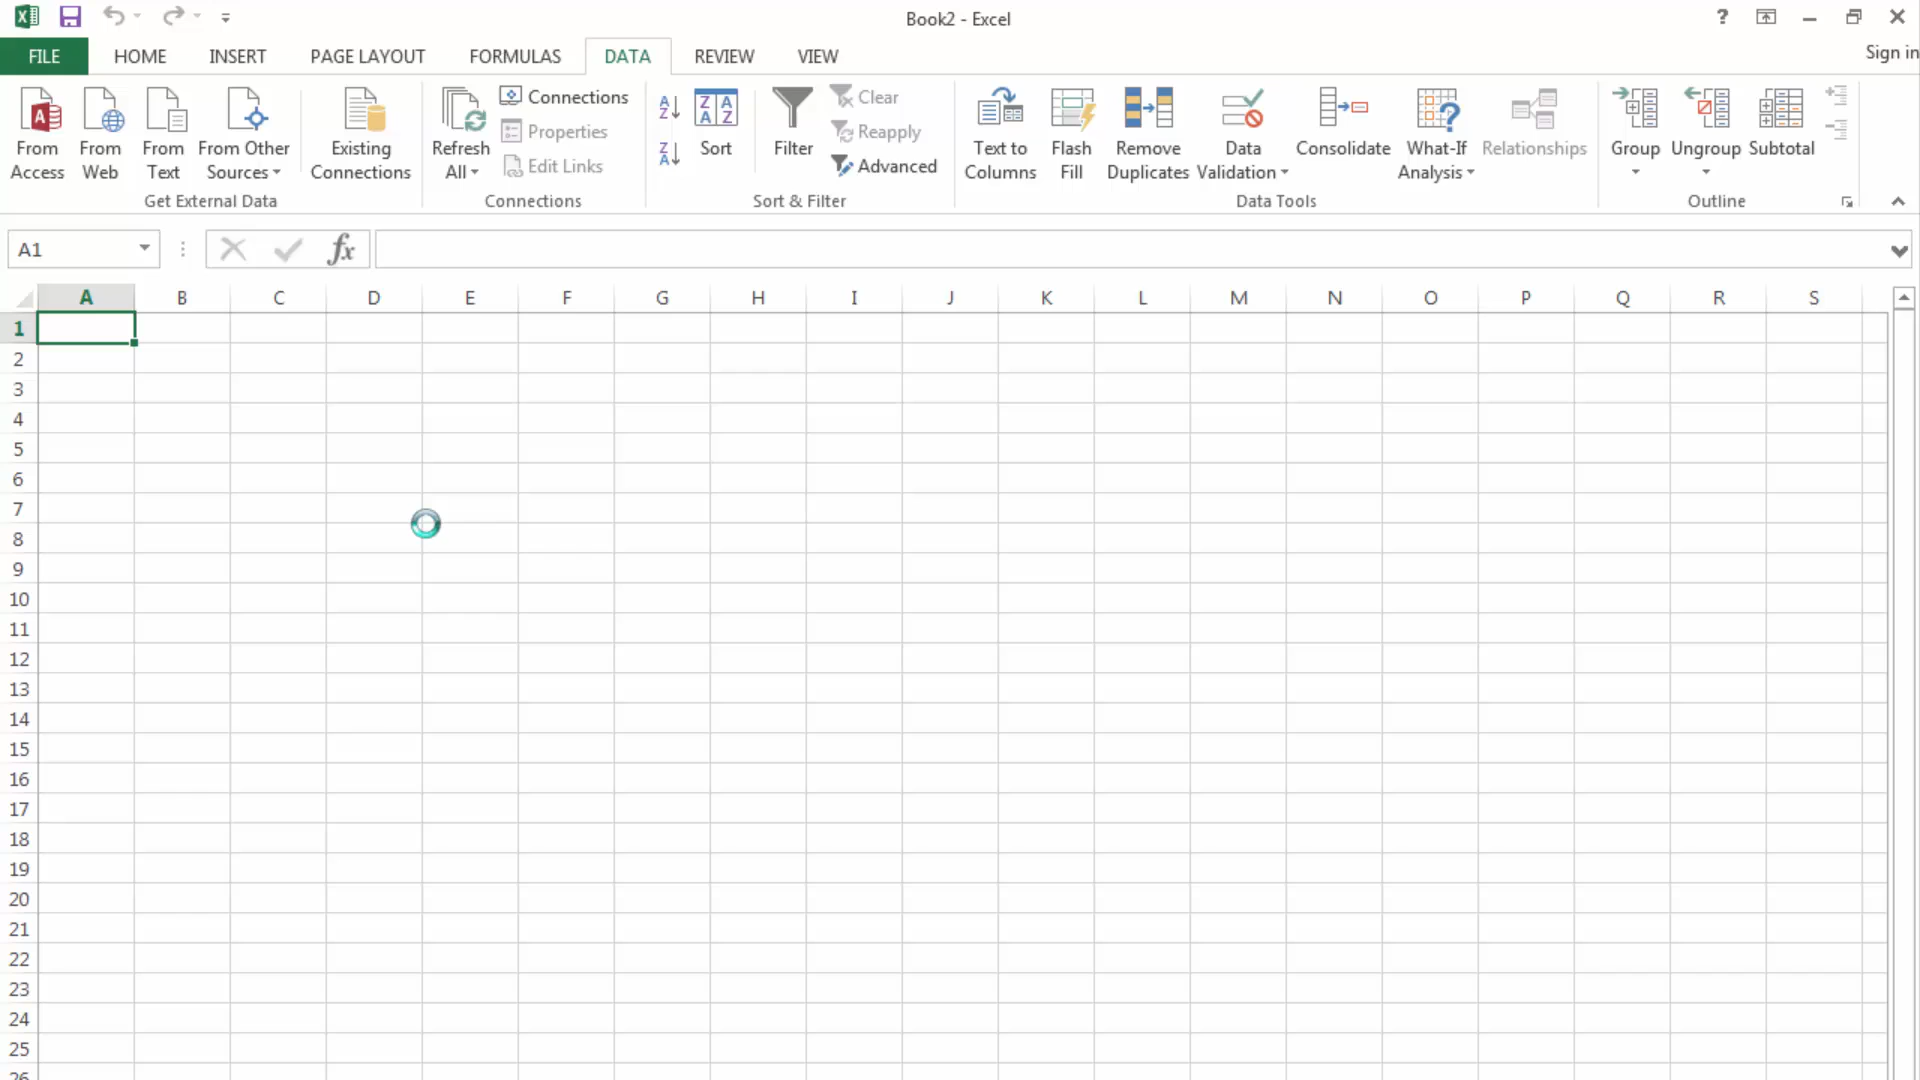 Book2 - Excel
?
Sign in
FILE HOME INSERT PAGE LAYOUT FORMULAS DATA REVIEW VIEW
From Access
From Web
From Text
From Other Sources
Existing Connections
Get External Data
Refresh All
Connections
Properties
Edit Links
Connections
Sort
Filter
Clear
Reapply
Advanced
Sort & Filter
Text to Columns
Flash Fill
Remove Duplicates
Data Validation
Consolidate
What-If Analysis
Relationships
Data Tools
Group
Ungroup
Subtotal
Outline
A1
fx
A B C D E F G H I J K L M N O P Q R S
1
2
3
4
5
6
7
8
9
10
11
12
13
14
15
16
17
18
19
20
21
22
23
24
25
26